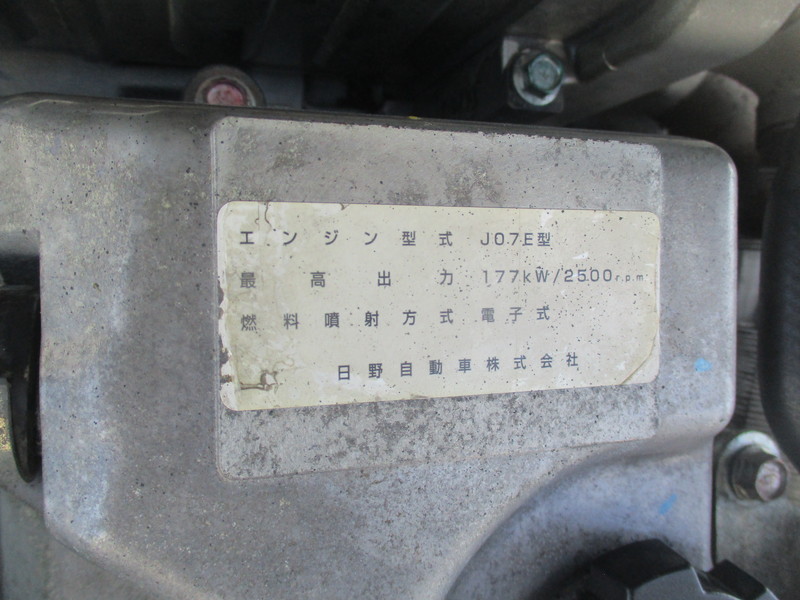 エンジン型式 J07E型
最高出力 177kW/2500r.p.m
燃料噴射方式 電子式
日野自動車株式会社